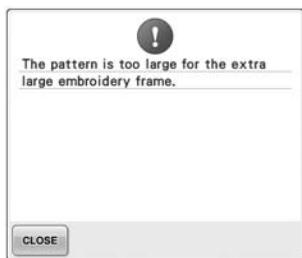 The pattern is too large for the extra
large embroidery frame.
CLOSE